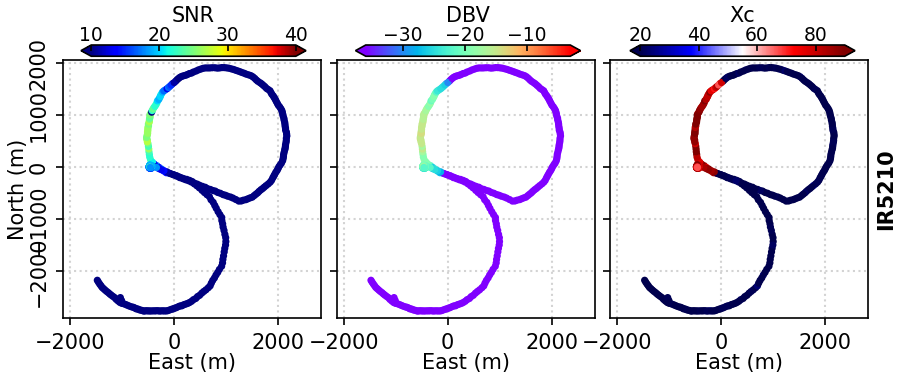 SNR DBV Xc
10 20 30 40 −30 −20 −10 20 40 60 80
North (m)
2000
1000
0
−1000
−2000
IR5210
−2000 0 2000 −2000 0 2000 −2000 0 2000
East (m) East (m) East (m)